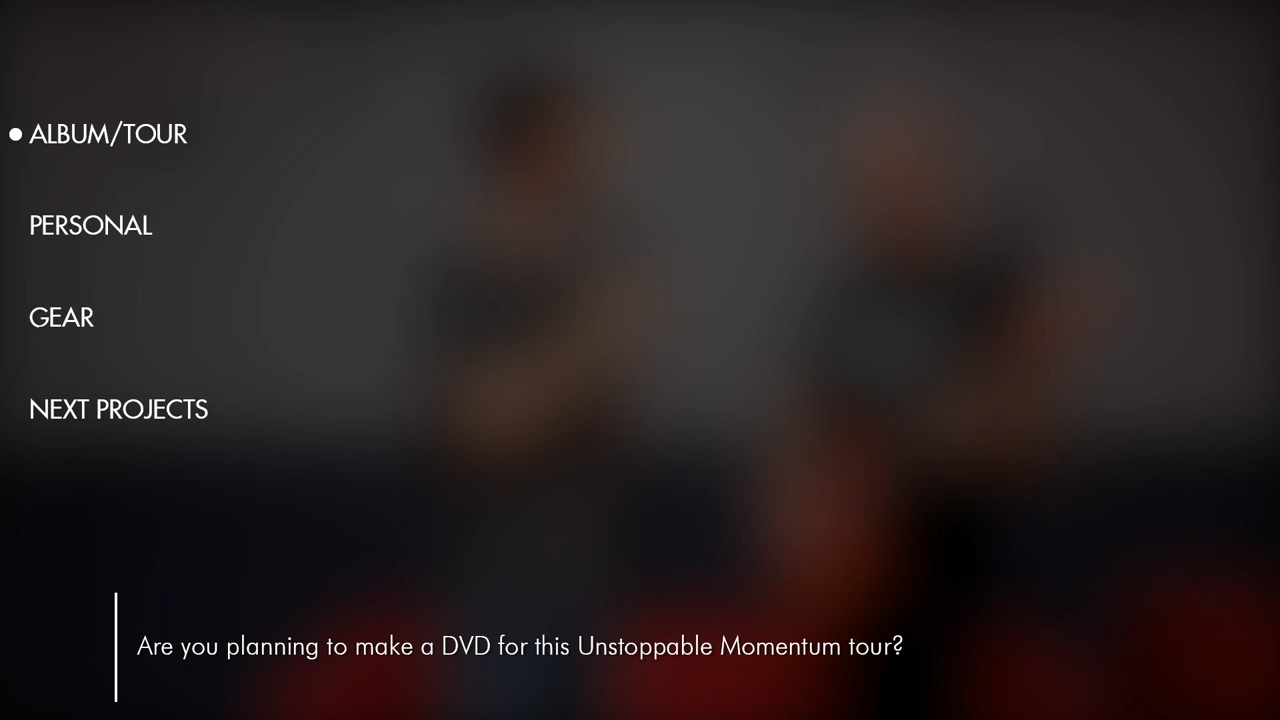 ALBUM/TOUR
PERSONAL
GEAR
NEXT PROJECTS
Are you planning to make a DVD for this Unstoppable Momentum tour?